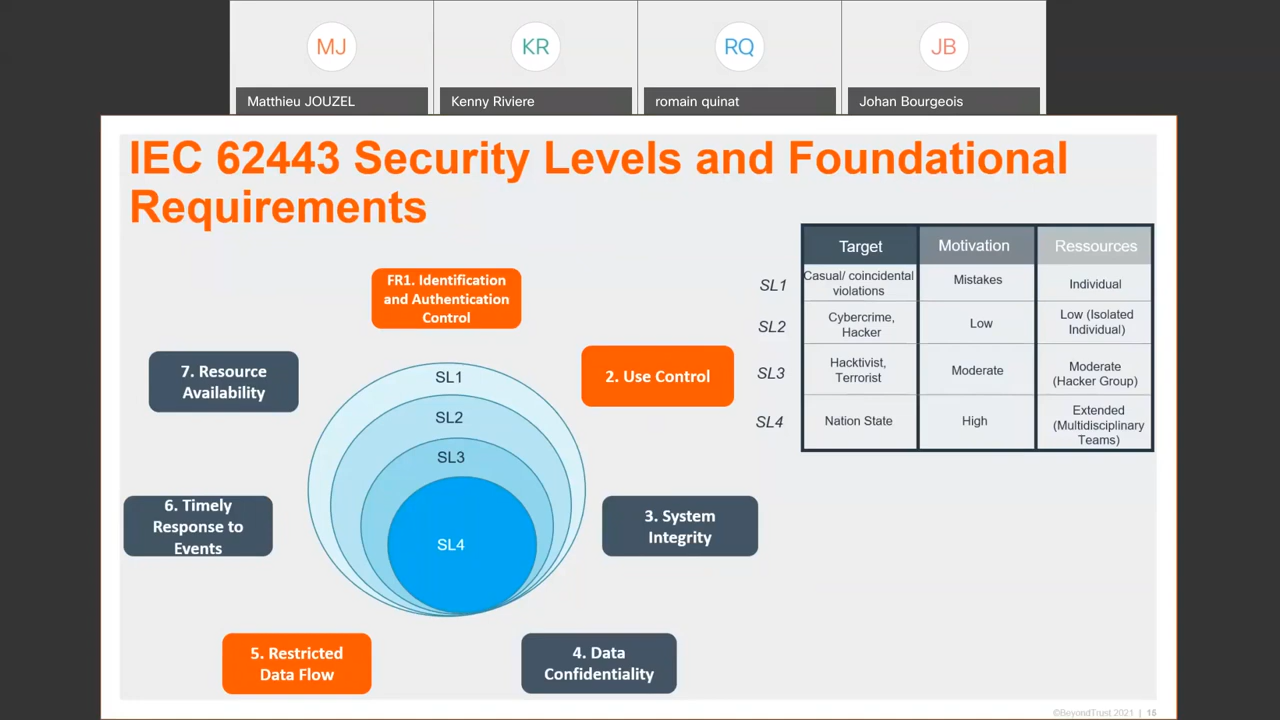 MJ
KR
RQ
JB
Matthieu JOUZEL
Kenny Riviere
romain quinat
Johan Bourgeois
IEC 62443 Security Levels and Foundational
Requirements
FR1. Identification
and Authentication
Control
2. Use Control
3. System
Integrity
4. Data
Confidentiality
5. Restricted
Data Flow
6. Timely
Response to
Events
7. Resource
Availability
SL1
SL2
SL3
SL4
Target
Motivation
Ressources
SL1
Casual/ coincidental
violations
Mistakes
Individual
SL2
Cybercrime,
Hacker
Low
Low (Isolated
Individual)
SL3
Hacktivist,
Terrorist
Moderate
Moderate
(Hacker Group)
SL4
Nation State
High
Extended
(Multidisciplinary
Teams)
©BeyondTrust 2021 | 15